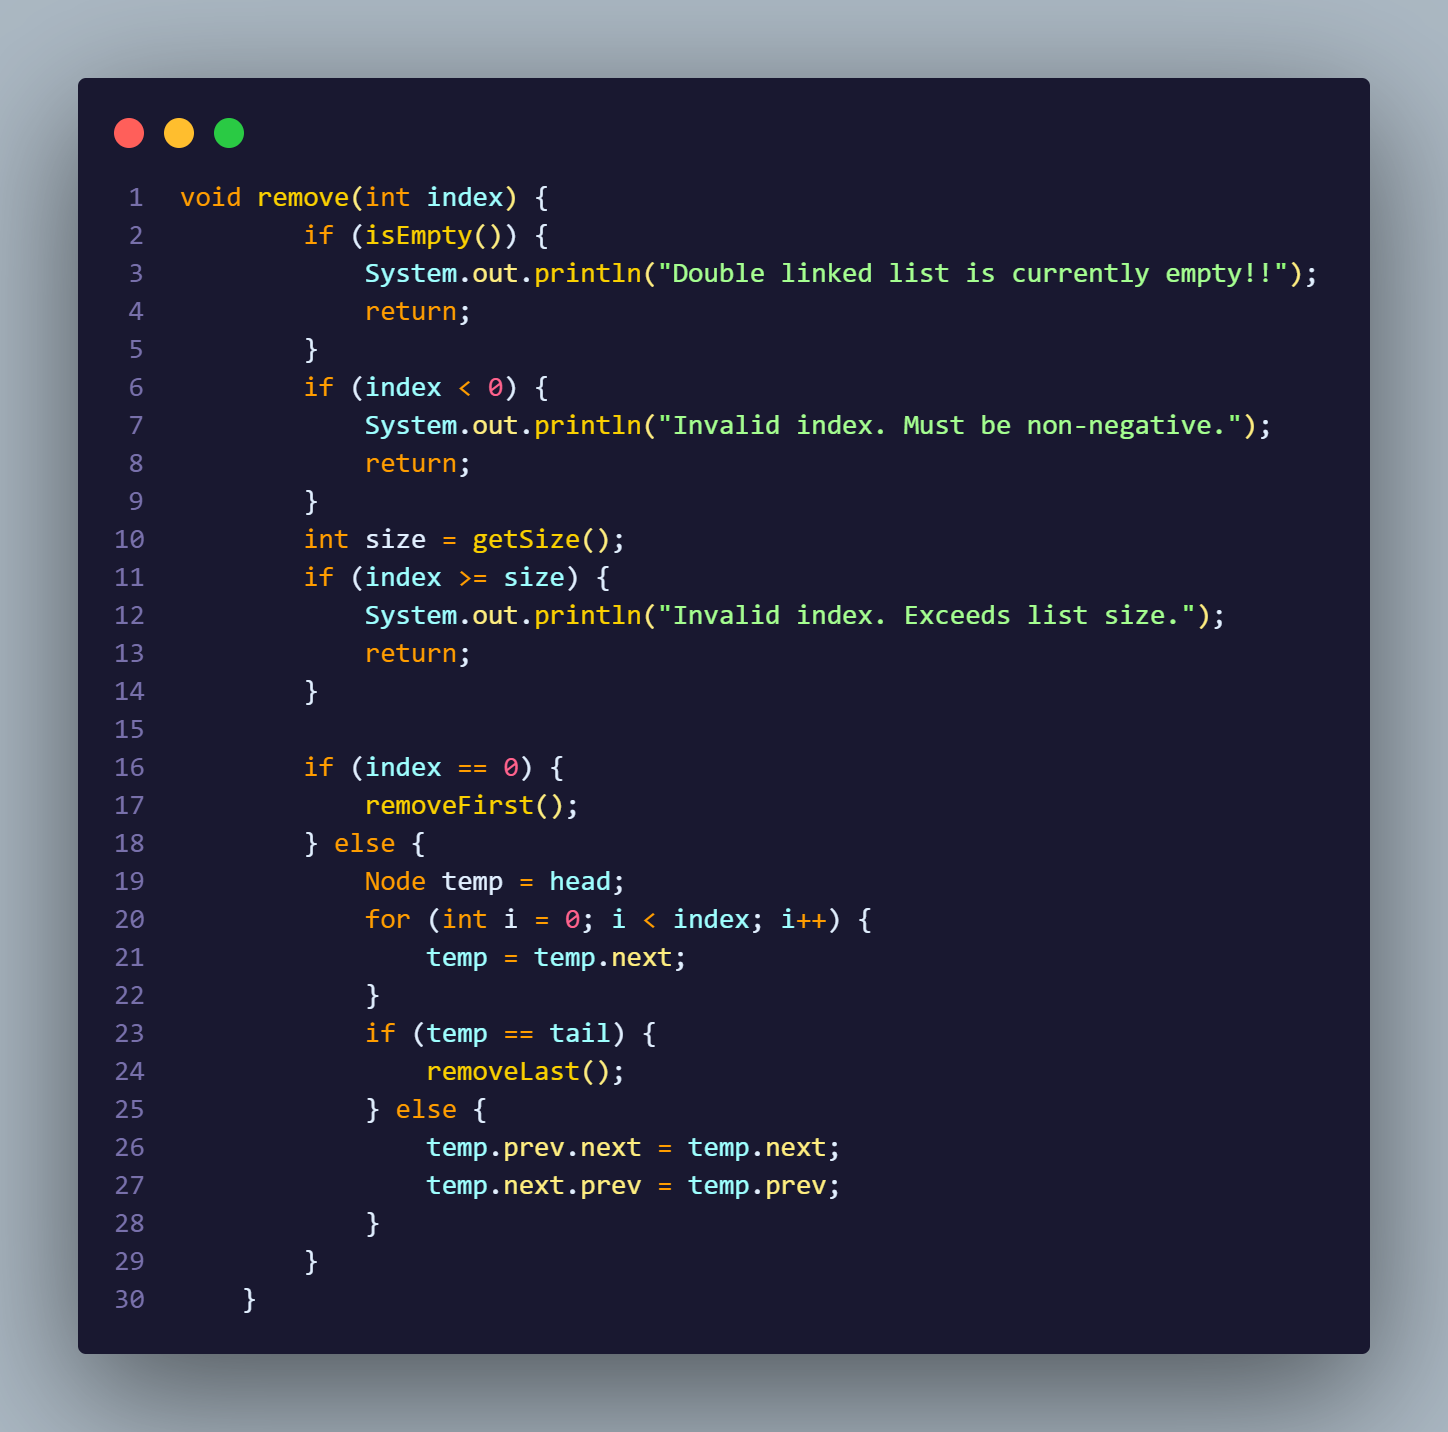 1 void remove(int index) {
2         if (isEmpty()) {
3             System.out.println("Double linked list is currently empty!!");
4             return;
5         }
6         if (index < 0) {
7             System.out.println("Invalid index. Must be non-negative.");
8             return;
9         }
10         int size = getSize();
11         if (index >= size) {
12             System.out.println("Invalid index. Exceeds list size.");
13             return;
14         }
15
16         if (index == 0) {
17             removeFirst();
18         } else {
19             Node temp = head;
20             for (int i = 0; i < index; i++) {
21                 temp = temp.next;
22             }
23             if (temp == tail) {
24                 removeLast();
25             } else {
26                 temp.prev.next = temp.next;
27                 temp.next.prev = temp.prev;
28             }
29         }
30     }